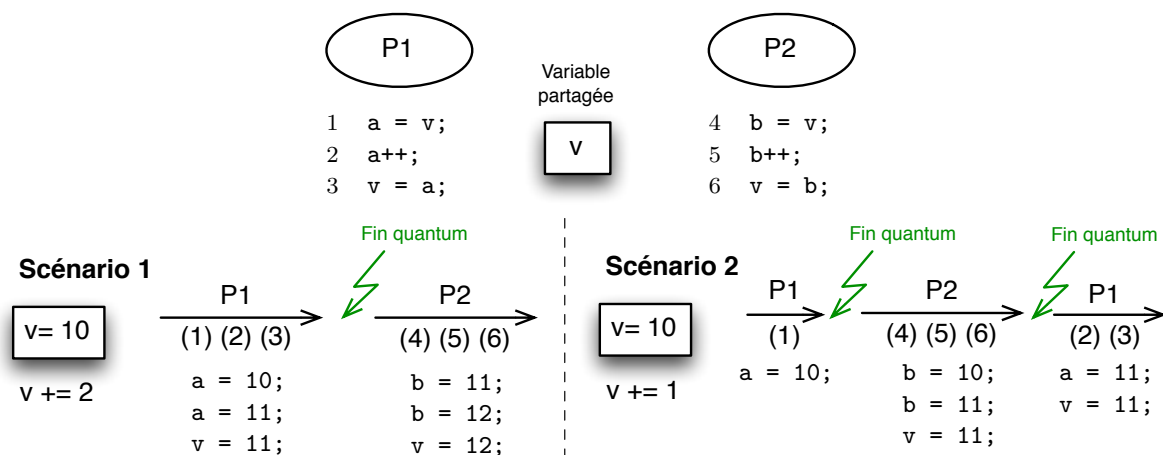 P1
P2
Variable
partagée
v
1 a = v;
2 a++;
3 v = a;
4 b = v;
5 b++;
6 v = b;
Scénario 1
v= 10
v += 2
P1
(1) (2) (3)
a = 10;
a = 11;
v = 11;
Fin quantum
P2
(4) (5) (6)
b = 11;
b = 12;
v = 12;
Scénario 2
v= 10
v += 1
P1
(1)
a = 10;
Fin quantum
P2
(4) (5) (6)
b = 10;
b = 11;
v = 11;
Fin quantum
P1
(2) (3)
a = 11;
v = 11;